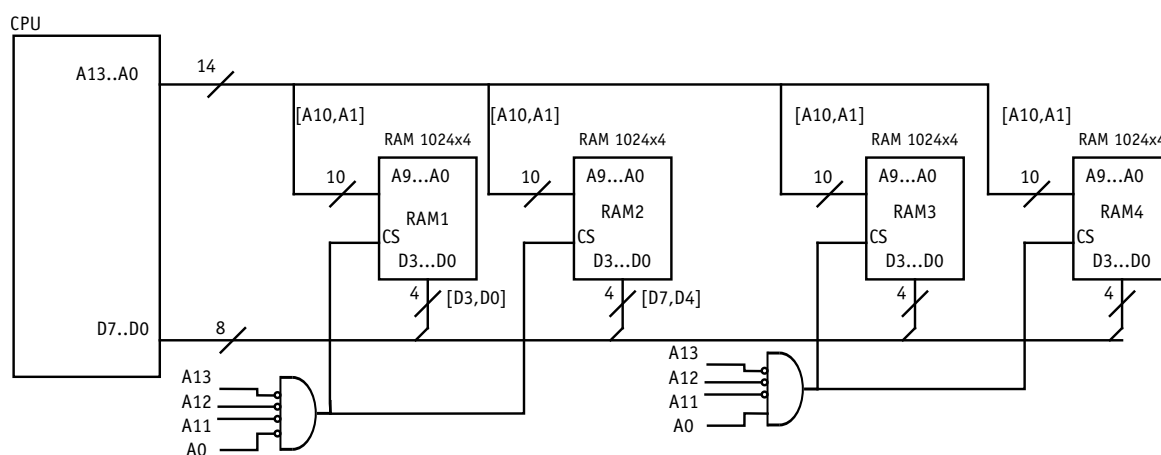 CPU
A13..A0
14
[A10,A1]
[A10,A1]
[A10,A1]
[A10,A1]
RAM 1024x4
RAM 1024x4
RAM 1024x4
RAM 1024x4
10
A9...A0
10
A9...A0
10
A9...A0
10
A9...A0
RAM1
RAM2
RAM3
RAM4
CS
CS
CS
CS
D3...D0
D3...D0
D3...D0
D3...D0
4
[D3,D0]
4
[D7,D4]
4
4
D7..D0
8
A13
A12
A11
A0
A13
A12
A11
A0